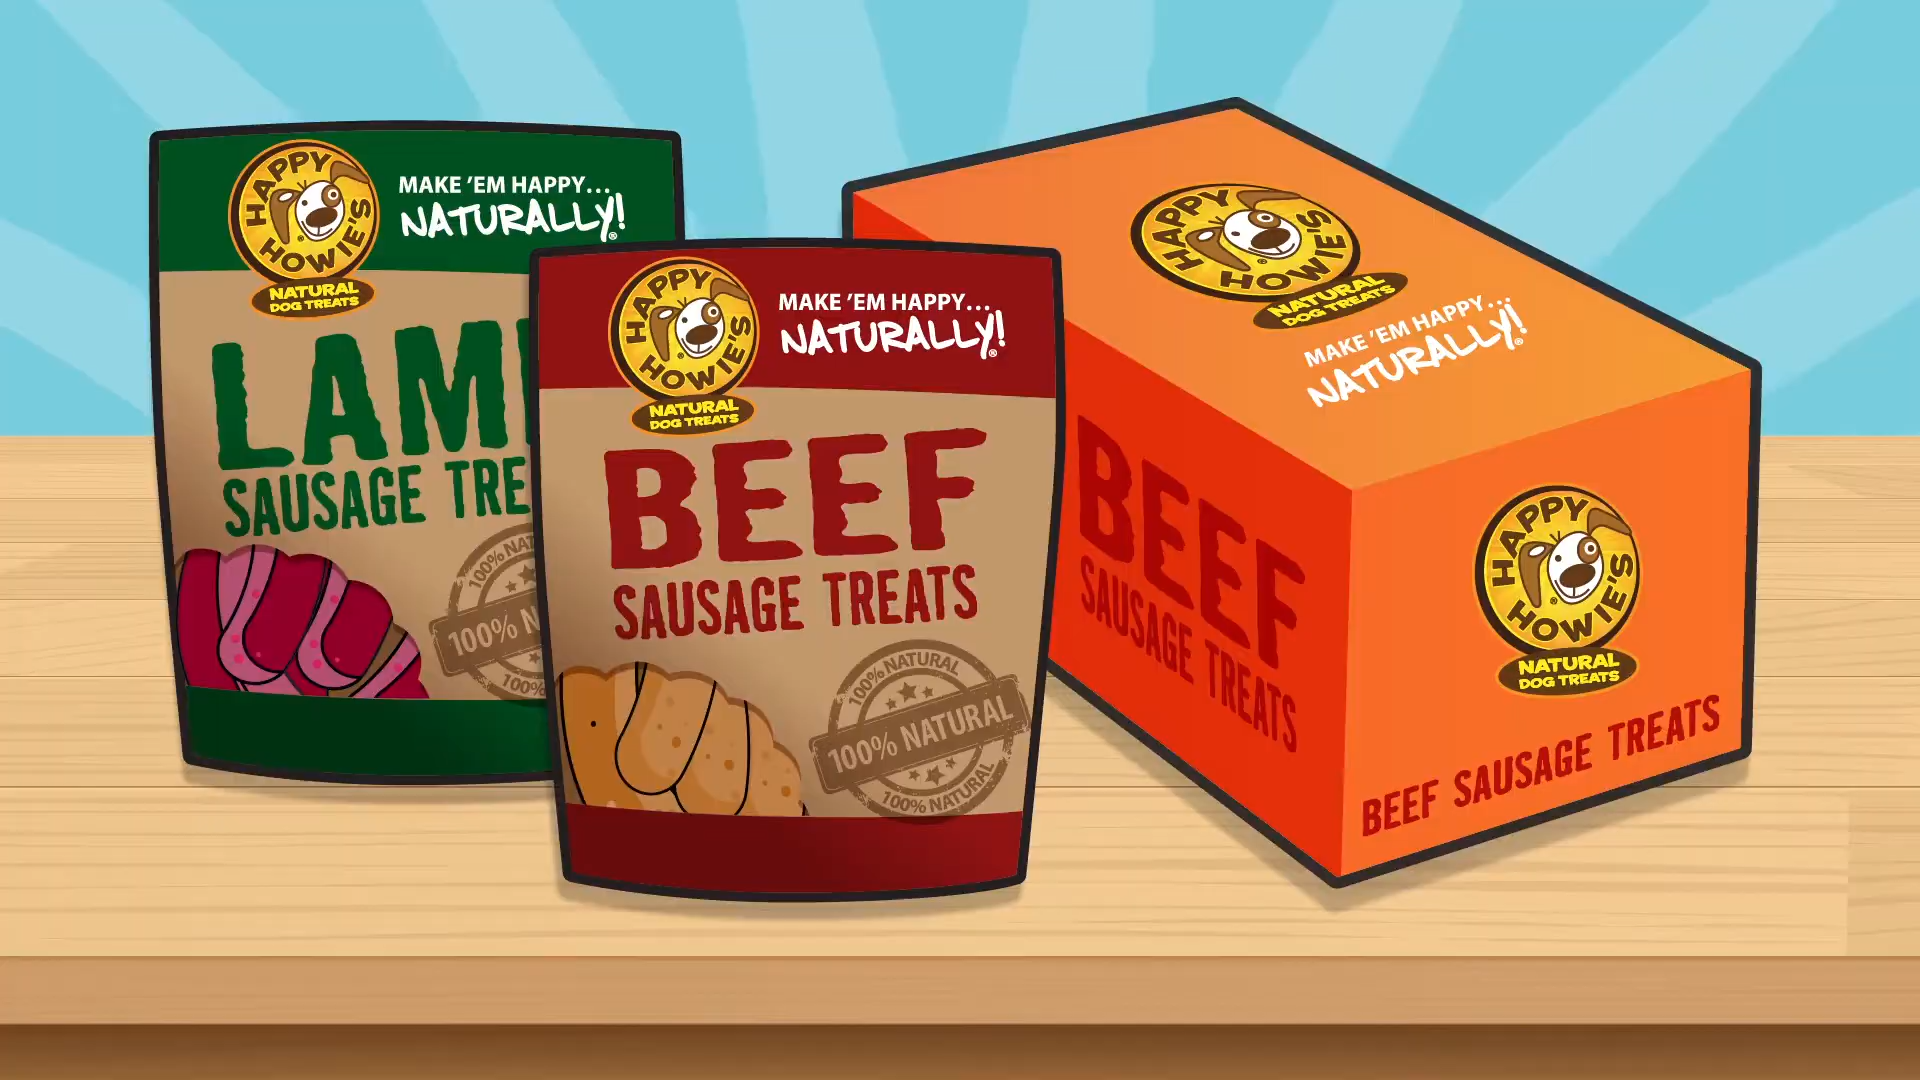 HAPPY
HOWIE'S
NATURAL
DOG TREATS
MAKE 'EM HAPPY...
NATURALLY!
LAM
SAUSAGE TRE
100% NAT
100% N
100%
HAPPY
HOWIE'S
NATURAL
DOG TREATS
MAKE 'EM HAPPY...
NATURALLY!®
BEEF
SAUSAGE TREATS
100% NATURAL
100% NATURAL
100% NATURAL
HAPPY
HOWIE'S
NATURAL
DOG TREATS
MAKE 'EM HAPPY...
NATURALLY!
BEEF
SAUSAGE TREATS
HAPPY
HOWIE'S
NATURAL
DOG TREATS
BEEF SAUSAGE TREATS